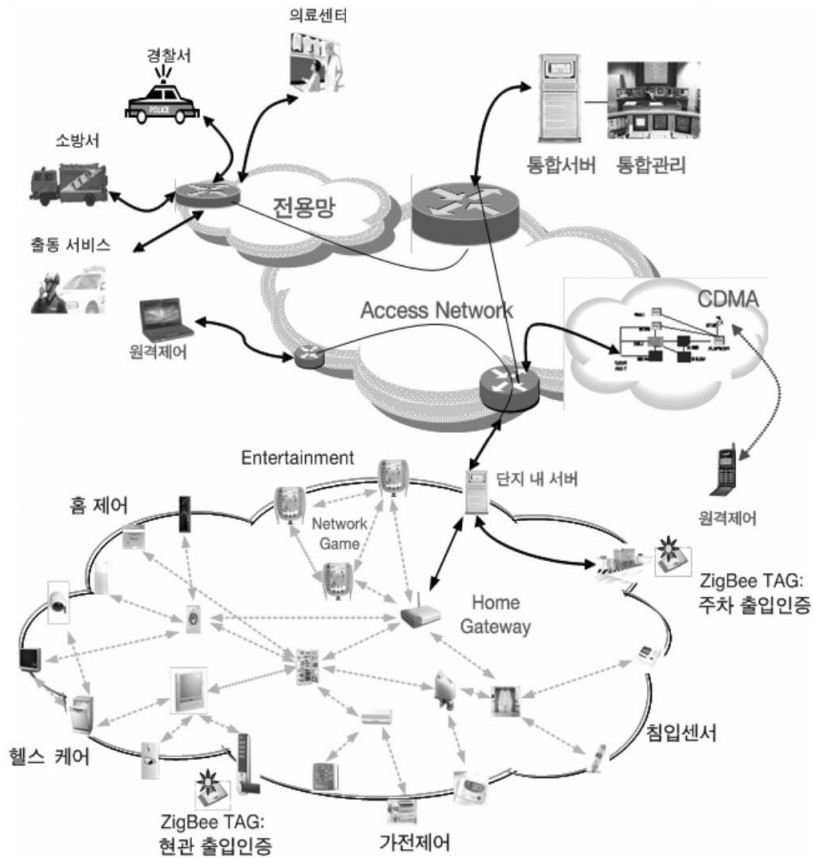 의료센터
경찰서
POLICE
소방서
통합서버
통합관리
전용망
출동 서비스
CDMA
Access Network
원격제어
Entertainment
단지 내 서버
홈 제어
Network
Game
원격제어
ZigBee TAG:
주차 출입인증
Home
Gateway
침입센서
헬스 케어
ZigBee TAG:
현관 출입인증
가전제어